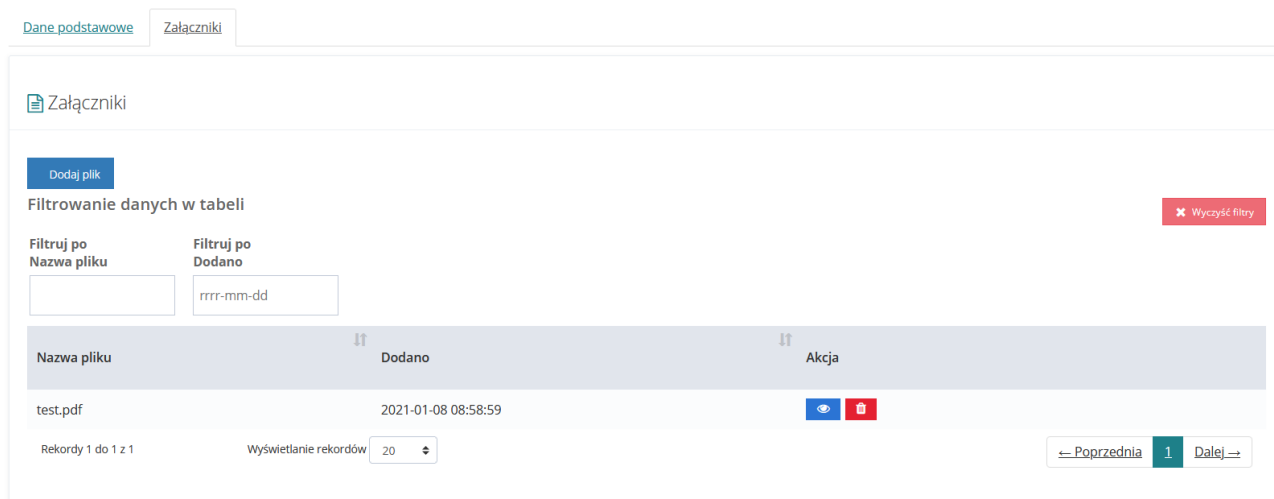 Dane podstawowe Załączniki
Załączniki
Dodaj plik
Filtrowanie danych w tabeli
Wyczyść filtry
Filtruj po Nazwa pliku
Filtruj po Dodano
rrrr-mm-dd
Nazwa pliku Dodano Akcja
test.pdf 2021-01-08 08:58:59
Rekordy 1 do 1 z 1 Wyświetlanie rekordów 20 ← Poprzednia 1 Dalej →